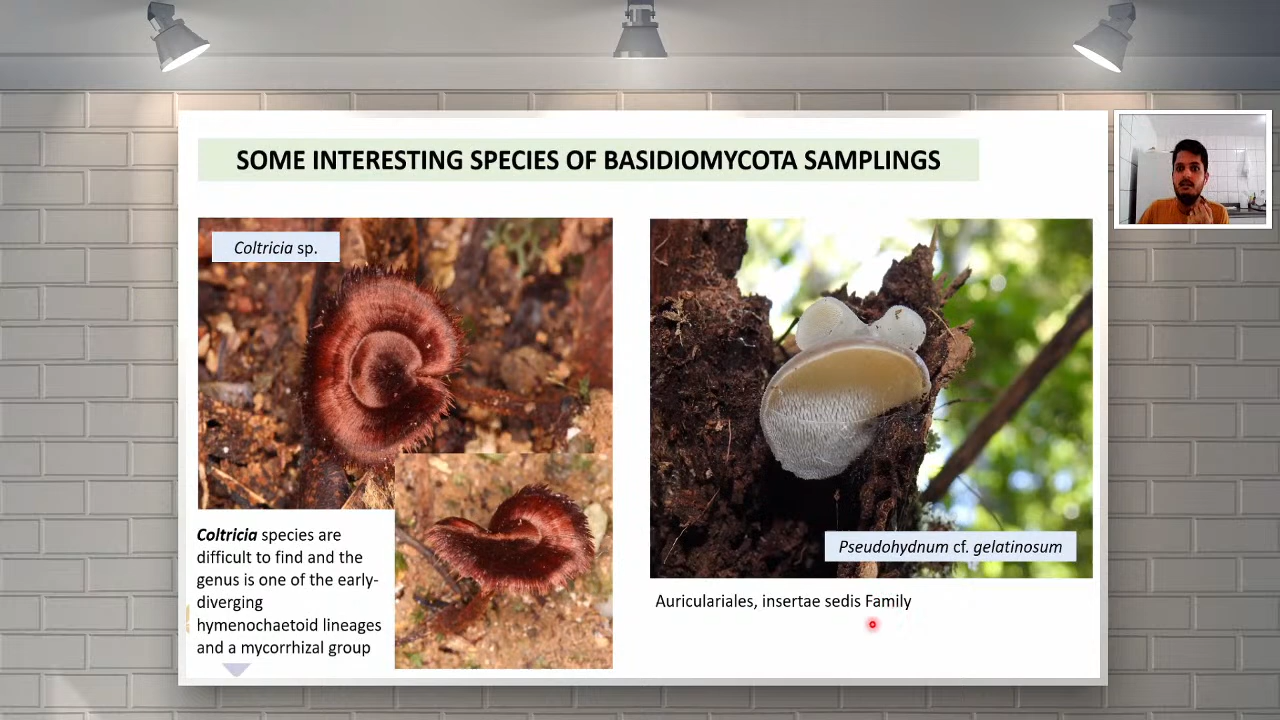 SOME INTERESTING SPECIES OF BASIDIOMYCOTA SAMPLINGS
Coltricia sp.
Coltricia species are
difficult to find and the
genus is one of the early-
diverging
hymenochaetoid lineages
and a mycorrhizal group
Pseudohydnum cf. gelatinosum
Auriculariales, insertae sedis Family